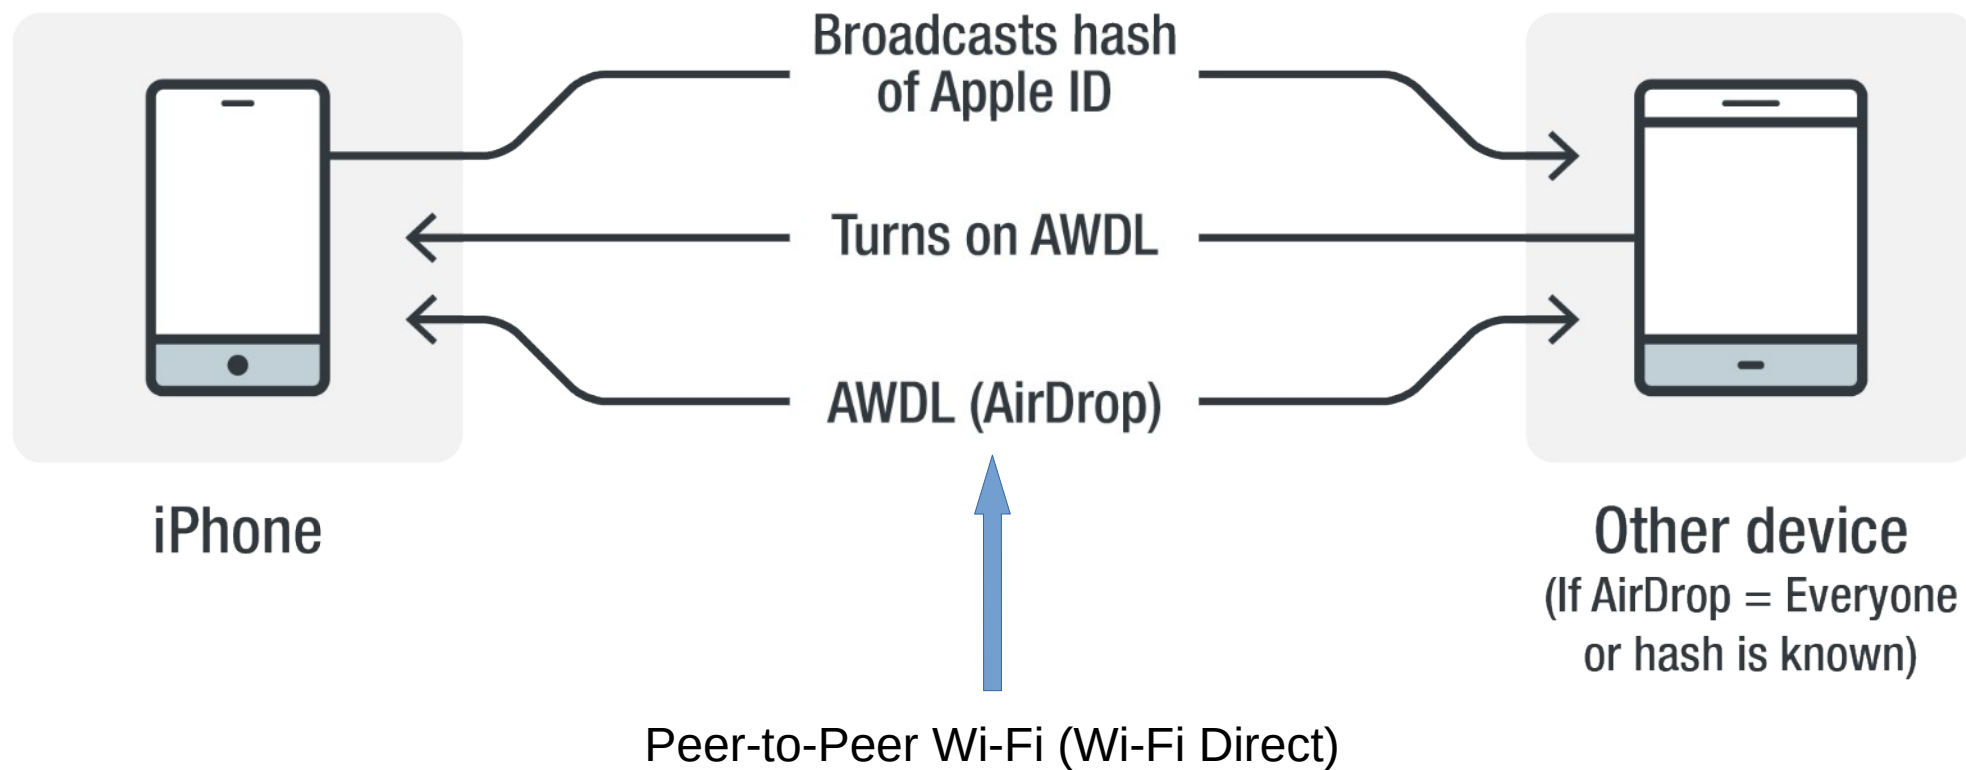 Broadcasts hash
of Apple ID
Turns on AWDL
AWDL (AirDrop)
iPhone
Other device
(If AirDrop = Everyone
or hash is known)
Peer-to-Peer Wi-Fi (Wi-Fi Direct)